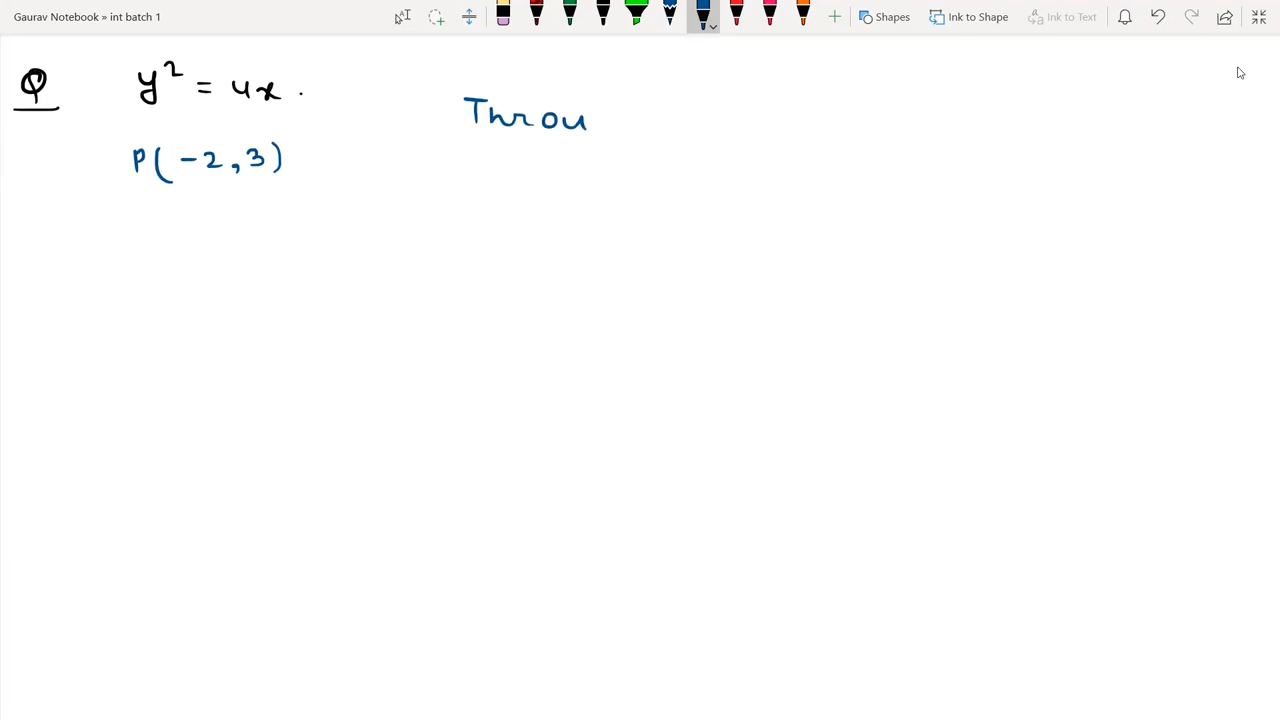 Gaurav Notebook » int batch 1
Shapes
Ink to Shape
Ink to Text
Q y² = 4x .
Throu
P(-2,3)